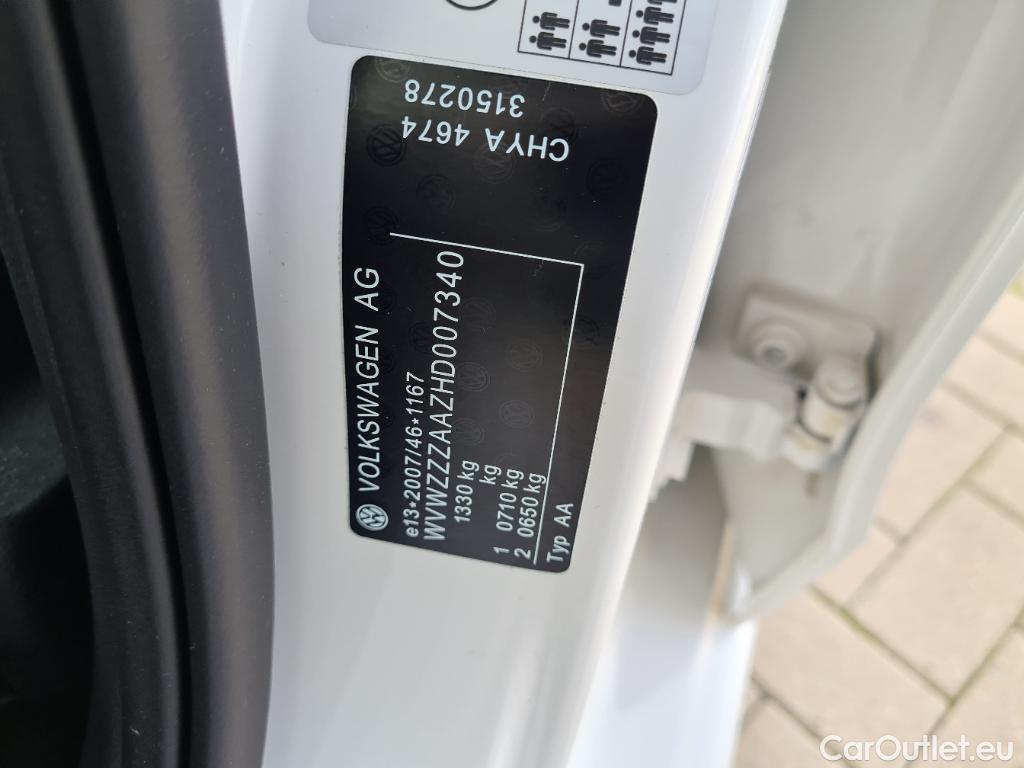 VOLKSWAGEN AG
e13*2007/46*1167
WVWZZZAAZHD007340
1330 kg
kg
1 0710 kg
2 0650 kg
Typ AA
CHYA 4674
3150278
CarOutlet.eu